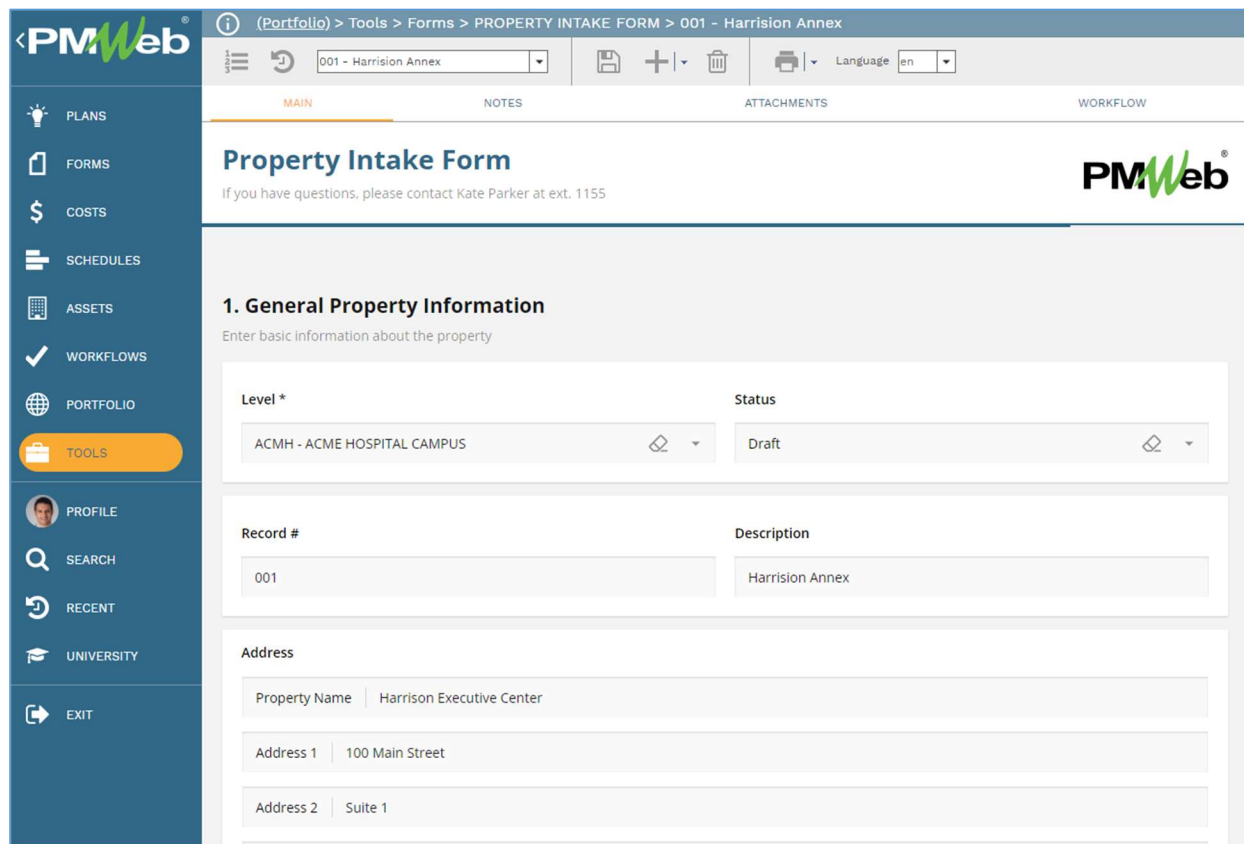 PMWeb®
(Portfolio) > Tools > Forms > PROPERTY INTAKE FORM > 001 - Harrision Annex
001 - Harrision Annex
Language en
PLANS
FORMS
COSTS
SCHEDULES
ASSETS
WORKFLOWS
PORTFOLIO
TOOLS
PROFILE
SEARCH
RECENT
UNIVERSITY
EXIT
MAIN NOTES ATTACHMENTS WORKFLOW
Property Intake Form
If you have questions, please contact Kate Parker at ext. 1155
PMWeb®
1. General Property Information
Enter basic information about the property
Level * Status
ACMH - ACME HOSPITAL CAMPUS Draft
Record # Description
001 Harrision Annex
Address
Property Name Harrison Executive Center
Address 1 100 Main Street
Address 2 Suite 1